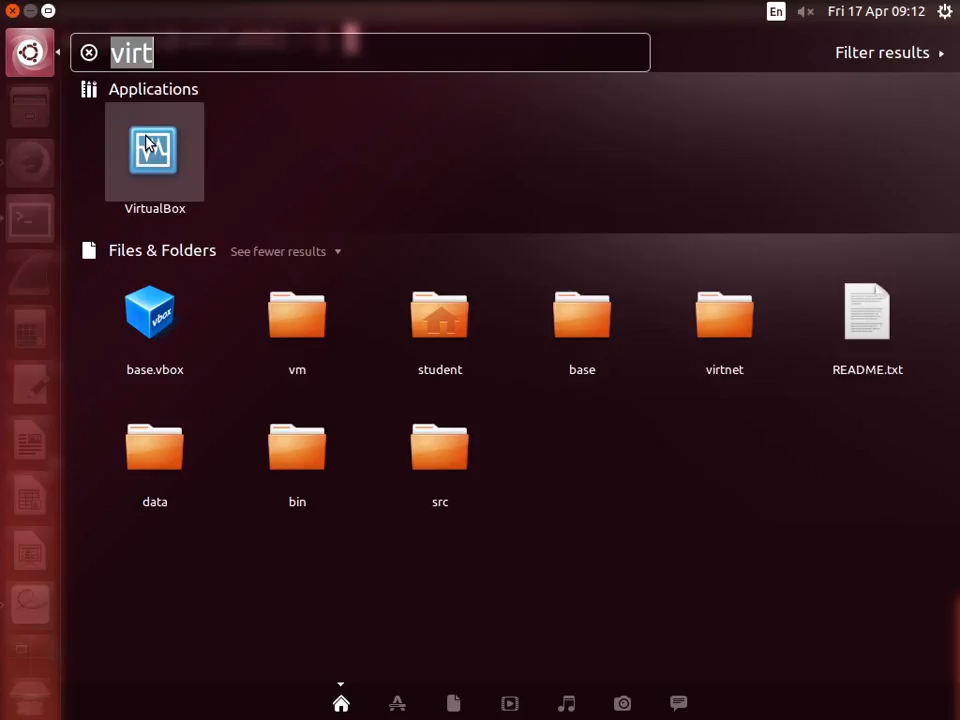 En
Fri 17 Apr 09:12
virt
Filter results
Applications
VirtualBox
Files & Folders
See fewer results
vbox
base.vbox
vm
student
base
virtnet
README.txt
data
bin
src